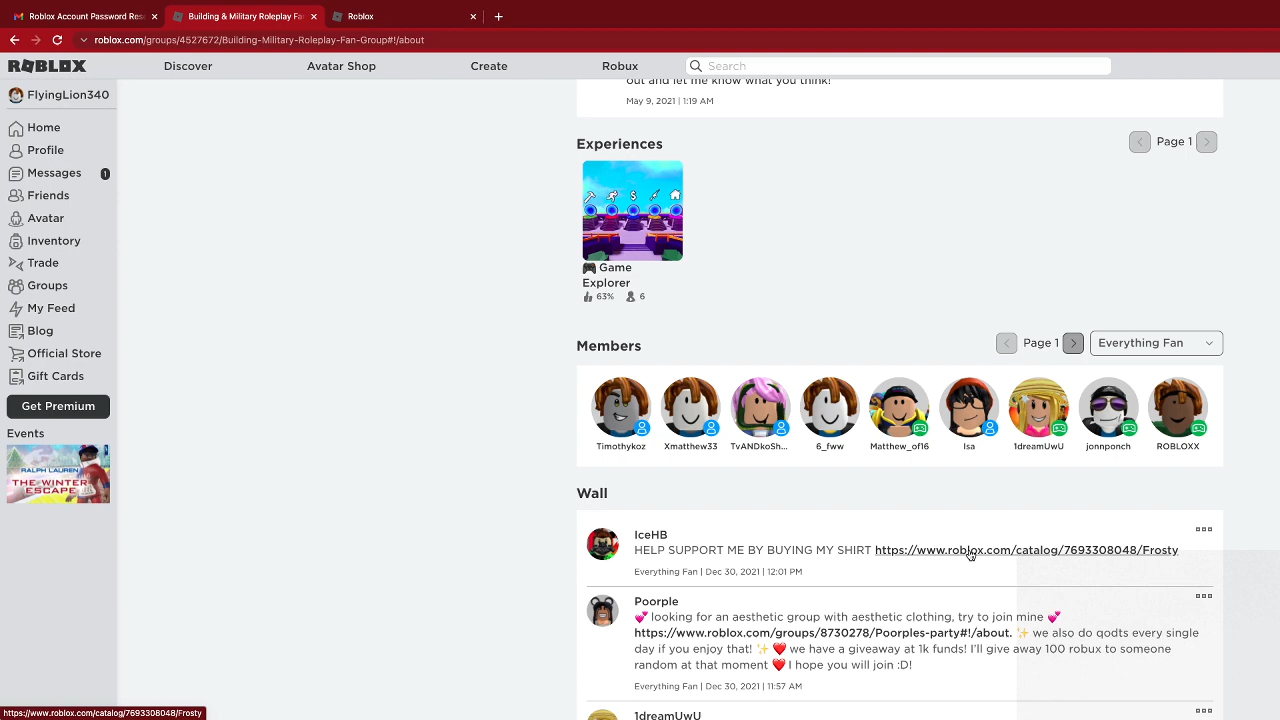 Roblox Account Password Res
Building & Military Roleplay Fan
Roblox
roblox.com/groups/4527672/Building-Military-Roleplay-Fan-Group#!/about
ROBLOX
Discover
Avatar Shop
Create
Robux
Search
FlyingLion340
Home
Profile
Messages
1
Friends
Avatar
Inventory
Trade
Groups
My Feed
Blog
Official Store
Gift Cards
Get Premium
Events
RALPH LAUREN
THE WINTER
ESCAPE
out and let me know what you think!
May 9, 2021 | 1:19 AM
Experiences
Page 1
🎮 Game
Explorer
63% 6
Members
Page 1
Everything Fan
Timothykoz
Xmatthew33
TvANDkoSh...
6_fww
Matthew_of16
1dreamUwU
jonnponch
ROBLOXX
Wall
IceHB
HELP SUPPORT ME BY BUYING MY SHIRT https://www.roblox.com/catalog/7693308048/Frosty
Everything Fan | Dec 30, 2021 | 12:01 PM
Poorple
💕 looking for an aesthetic group with aesthetic clothing, try to join mine 💕
https://www.roblox.com/groups/8730278/Poorples-party#!/about. ✨ we also do qodts every single
day if you enjoy that! ✨ ❤️ we have a giveaway at 1k funds! I'll give away 100 robux to someone
random at that moment ❤️ I hope you will join :D!
Everything Fan | Dec 30, 2021 | 11:57 AM
1dreamUwU
https://www.roblox.com/catalog/7693308048/Frosty